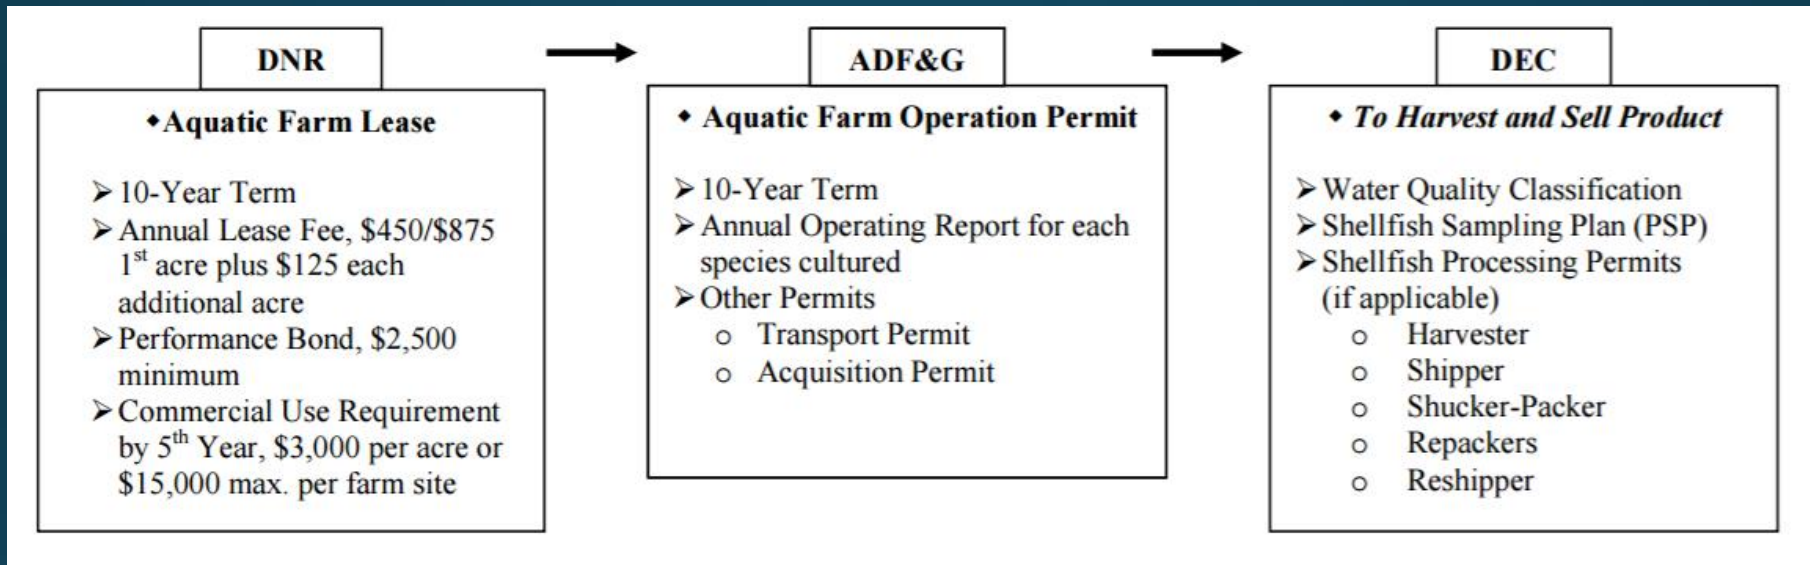 DNR
◆Aquatic Farm Lease
➢10-Year Term
➢Annual Lease Fee, $450/$875
1st acre plus $125 each
additional acre
➢Performance Bond, $2,500
minimum
➢Commercial Use Requirement
by 5th Year, $3,000 per acre or
$15,000 max. per farm site
ADF&G
◆ Aquatic Farm Operation Permit
➢10-Year Term
➢Annual Operating Report for each
species cultured
➢Other Permits
o Transport Permit
o Acquisition Permit
DEC
◆ To Harvest and Sell Product
➢Water Quality Classification
➢Shellfish Sampling Plan (PSP)
➢Shellfish Processing Permits
(if applicable)
o Harvester
o Shipper
o Shucker-Packer
o Repackers
o Reshipper